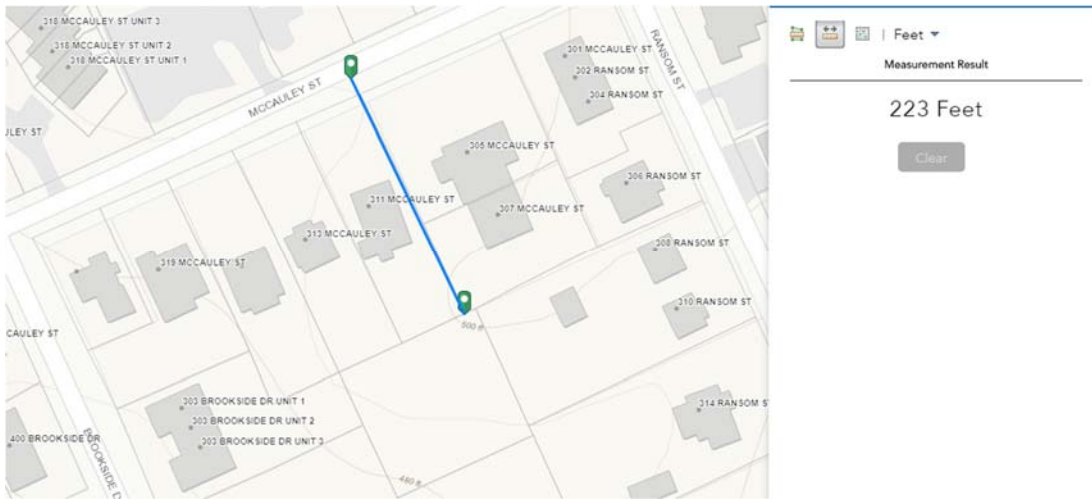 318 MCCAULEY ST UNIT 3
318 MCCAULEY ST UNIT 2
318 MCCAULEY ST UNIT 1
MCCAULEY ST
RANSOM ST
301 MCCAULEY ST
302 RANSOM ST
304 RANSOM ST
ULEY ST
305 MCCAULEY ST
306 RANSOM ST
311 MCCAULEY ST
307 MCCAULEY ST
313 MCCAULEY ST
308 RANSOM ST
319 MCCAULEY ST
310 RANSOM ST
500 ft
CAULEY ST
303 BROOKSIDE DR UNIT 1
314 RANSOM S
303 BROOKSIDE DR UNIT 2
400 BROOKSIDE DR
303 BROOKSIDE DR UNIT 3
BROOKSIDE D
480 ft
| Feet
Measurement Result
223 Feet
Clear